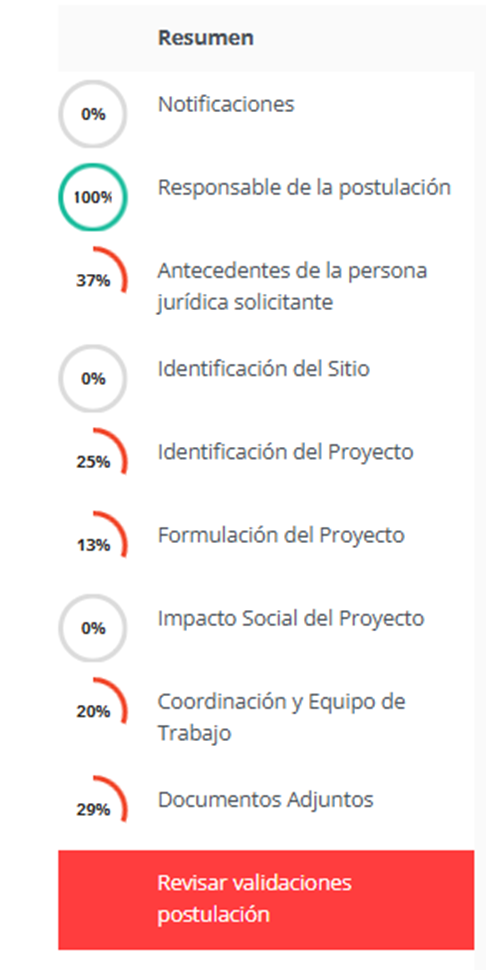 Resumen
0%
Notificaciones
100%
Responsable de la postulación
37%
Antecedentes de la persona
jurídica solicitante
0%
Identificación del Sitio
25%
Identificación del Proyecto
13%
Formulación del Proyecto
0%
Impacto Social del Proyecto
20%
Coordinación y Equipo de
Trabajo
29%
Documentos Adjuntos
Revisar validaciones
postulación